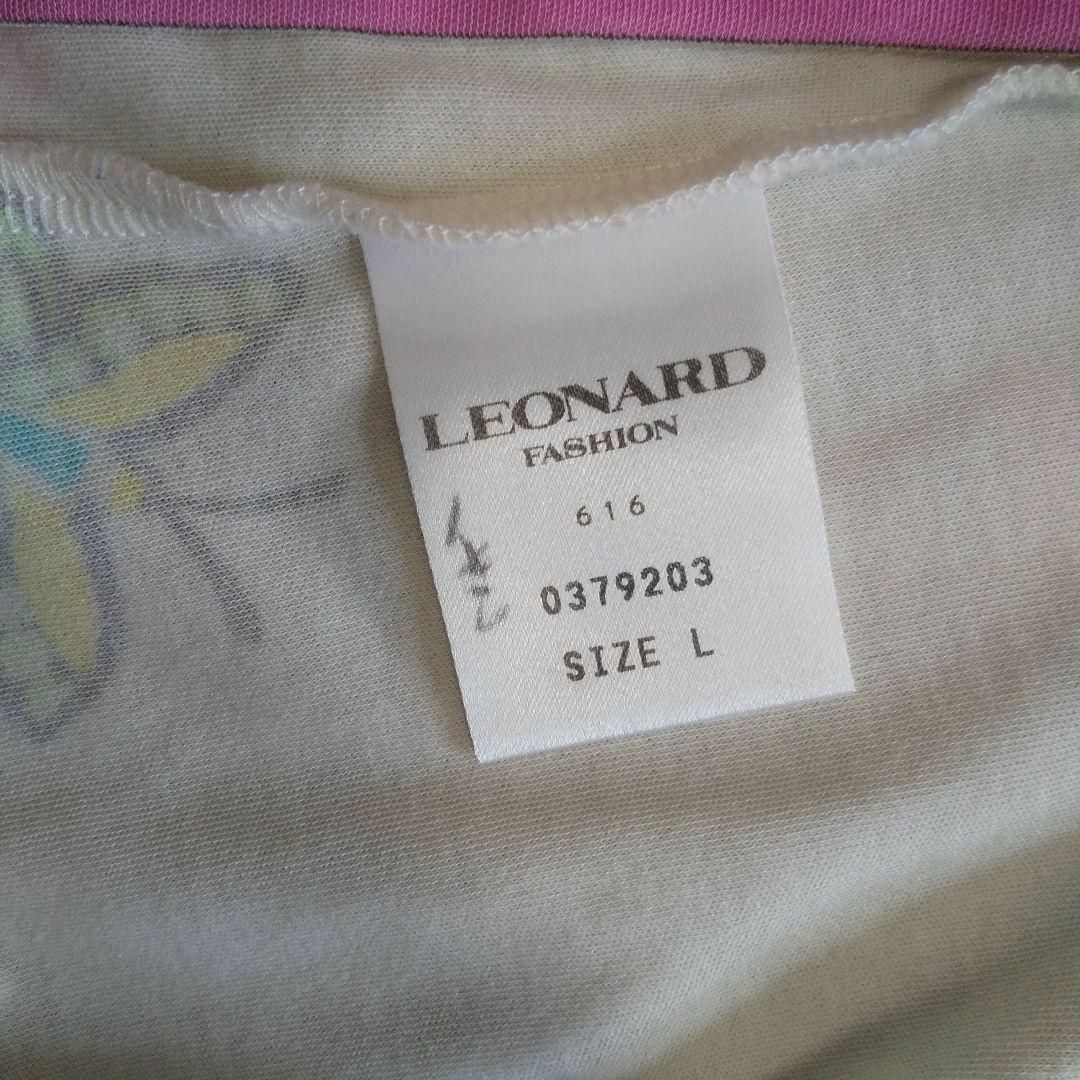 LEONARD
FASHION
616
0379203
SIZE L